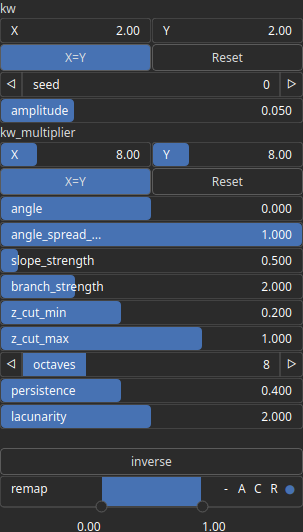 kw
X 2.00 Y 2.00
X=Y Reset
seed 0
amplitude 0.050
kw_multiplier
X 8.00 Y 8.00
X=Y Reset
angle 0.000
angle_spread_... 1.000
slope_strength 0.500
branch_strength 2.000
z_cut_min 0.200
z_cut_max 1.000
octaves 8
persistence 0.400
lacunarity 2.000
inverse
remap - A C R
0.00 1.00